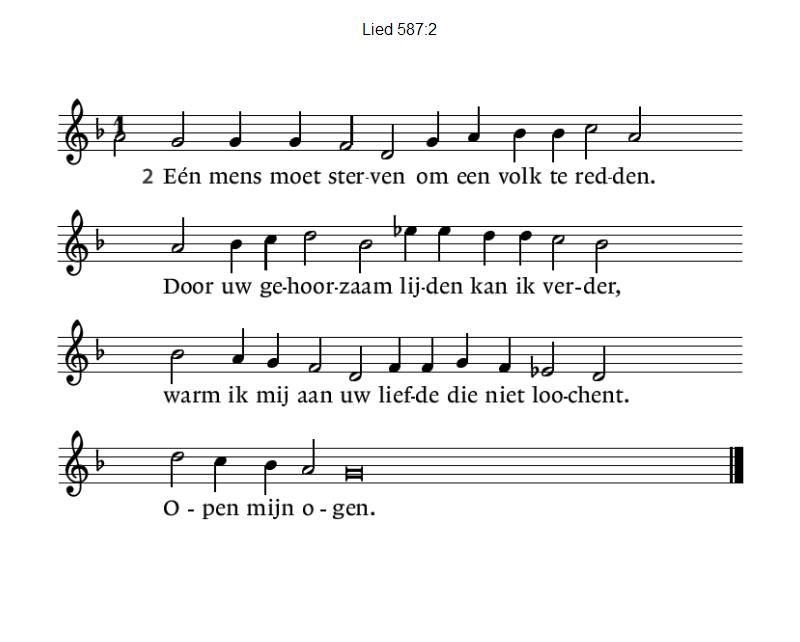 Lied 587:2
1
2 Eén mens moet ster-ven om een volk te red-den.
Door uw ge-hoor-zaam lij-den kan ik ver-der,
warm ik mij aan uw lief-de die niet loo-chent.
O - pen mijn o - gen.